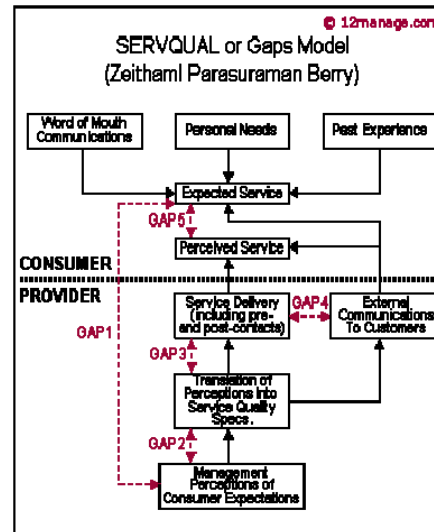 © 12manage.com
SERVQUAL or Gaps Model
(Zeithaml Parasuraman Berry)
Word of Mouth
Communications
Personal Needs
Past Experience
Expected Service
GAP5
Perceived Service
CONSUMER
PROVIDER
GAP1
Service Delivery
(including pre-
and post-contacts)
GAP4
External
Communications
To Customers
GAP3
Translation of
Perceptions Into
Service Quality
Specs.
GAP2
Management
Perceptions of
Consumer Expectations